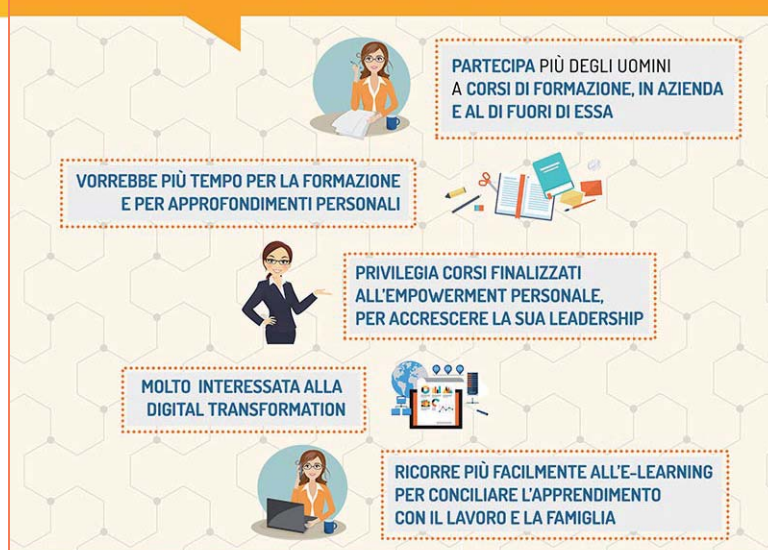 PARTECIPA PIÙ DEGLI UOMINI
A CORSI DI FORMAZIONE, IN AZIENDA
E AL DI FUORI DI ESSA
VORREBBE PIÙ TEMPO PER LA FORMAZIONE
E PER APPROFONDIMENTI PERSONALI
PRIVILEGIA CORSI FINALIZZATI
ALL'EMPOWERMENT PERSONALE,
PER ACCRESCERE LA SUA LEADERSHIP
MOLTO INTERESSATA ALLA
DIGITAL TRANSFORMATION
RICORRE PIÙ FACILMENTE ALL'E-LEARNING
PER CONCILIARE L'APPRENDIMENTO
CON IL LAVORO E LA FAMIGLIA